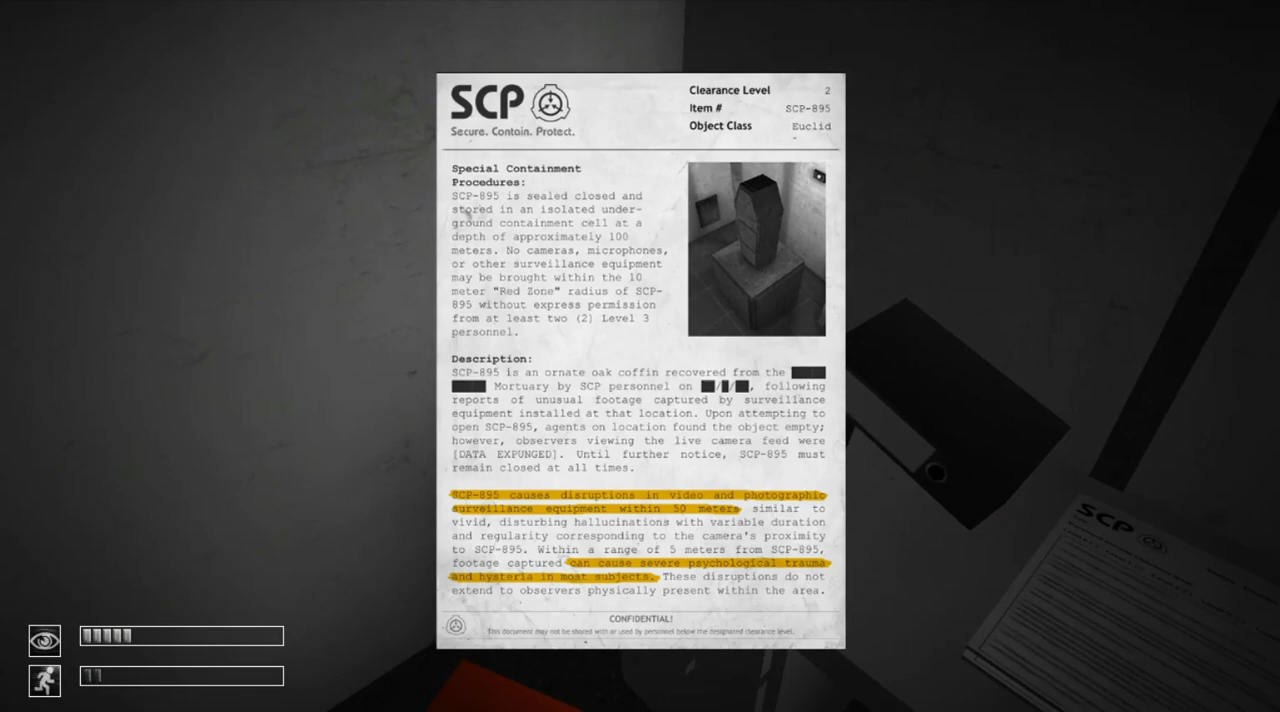 SCP
Secure. Contain. Protect.
Clearance Level 2
Item # SCP-895
Object Class Euclid
Special Containment
Procedures:
SCP-895 is sealed closed and
stored in an isolated under-
ground containment cell at a
depth of approximately 100
meters. No cameras, microphones,
or other surveillance equipment
may be brought within the 10
meter "Red Zone" radius of SCP-
895 without express permission
from at least two (2) Level 3
personnel.
Description:
SCP-895 is an ornate oak coffin recovered from the
Mortuary by SCP personnel on / / , following
reports of unusual footage captured by surveillance
equipment installed at that location. Upon attempting to
open SCP-895, agents on location found the object empty;
however, observers viewing the live camera feed were
[DATA EXPUNGED]. Until further notice, SCP-895 must
remain closed at all times.
SCP-895 causes disruptions in video and photographic
surveillance equipment within 50 meters similar to
vivid, disturbing hallucinations with variable duration
and regularity corresponding to the camera's proximity
to SCP-895. Within a range of 5 meters from SCP-895,
footage captured can cause severe psychological trauma
and hysteria in most subjects. These disruptions do not
extend to observers physically present within the area.
CONFIDENTIAL!
This document may not be shared with or used by personnel below the designated clearance level.
SCP